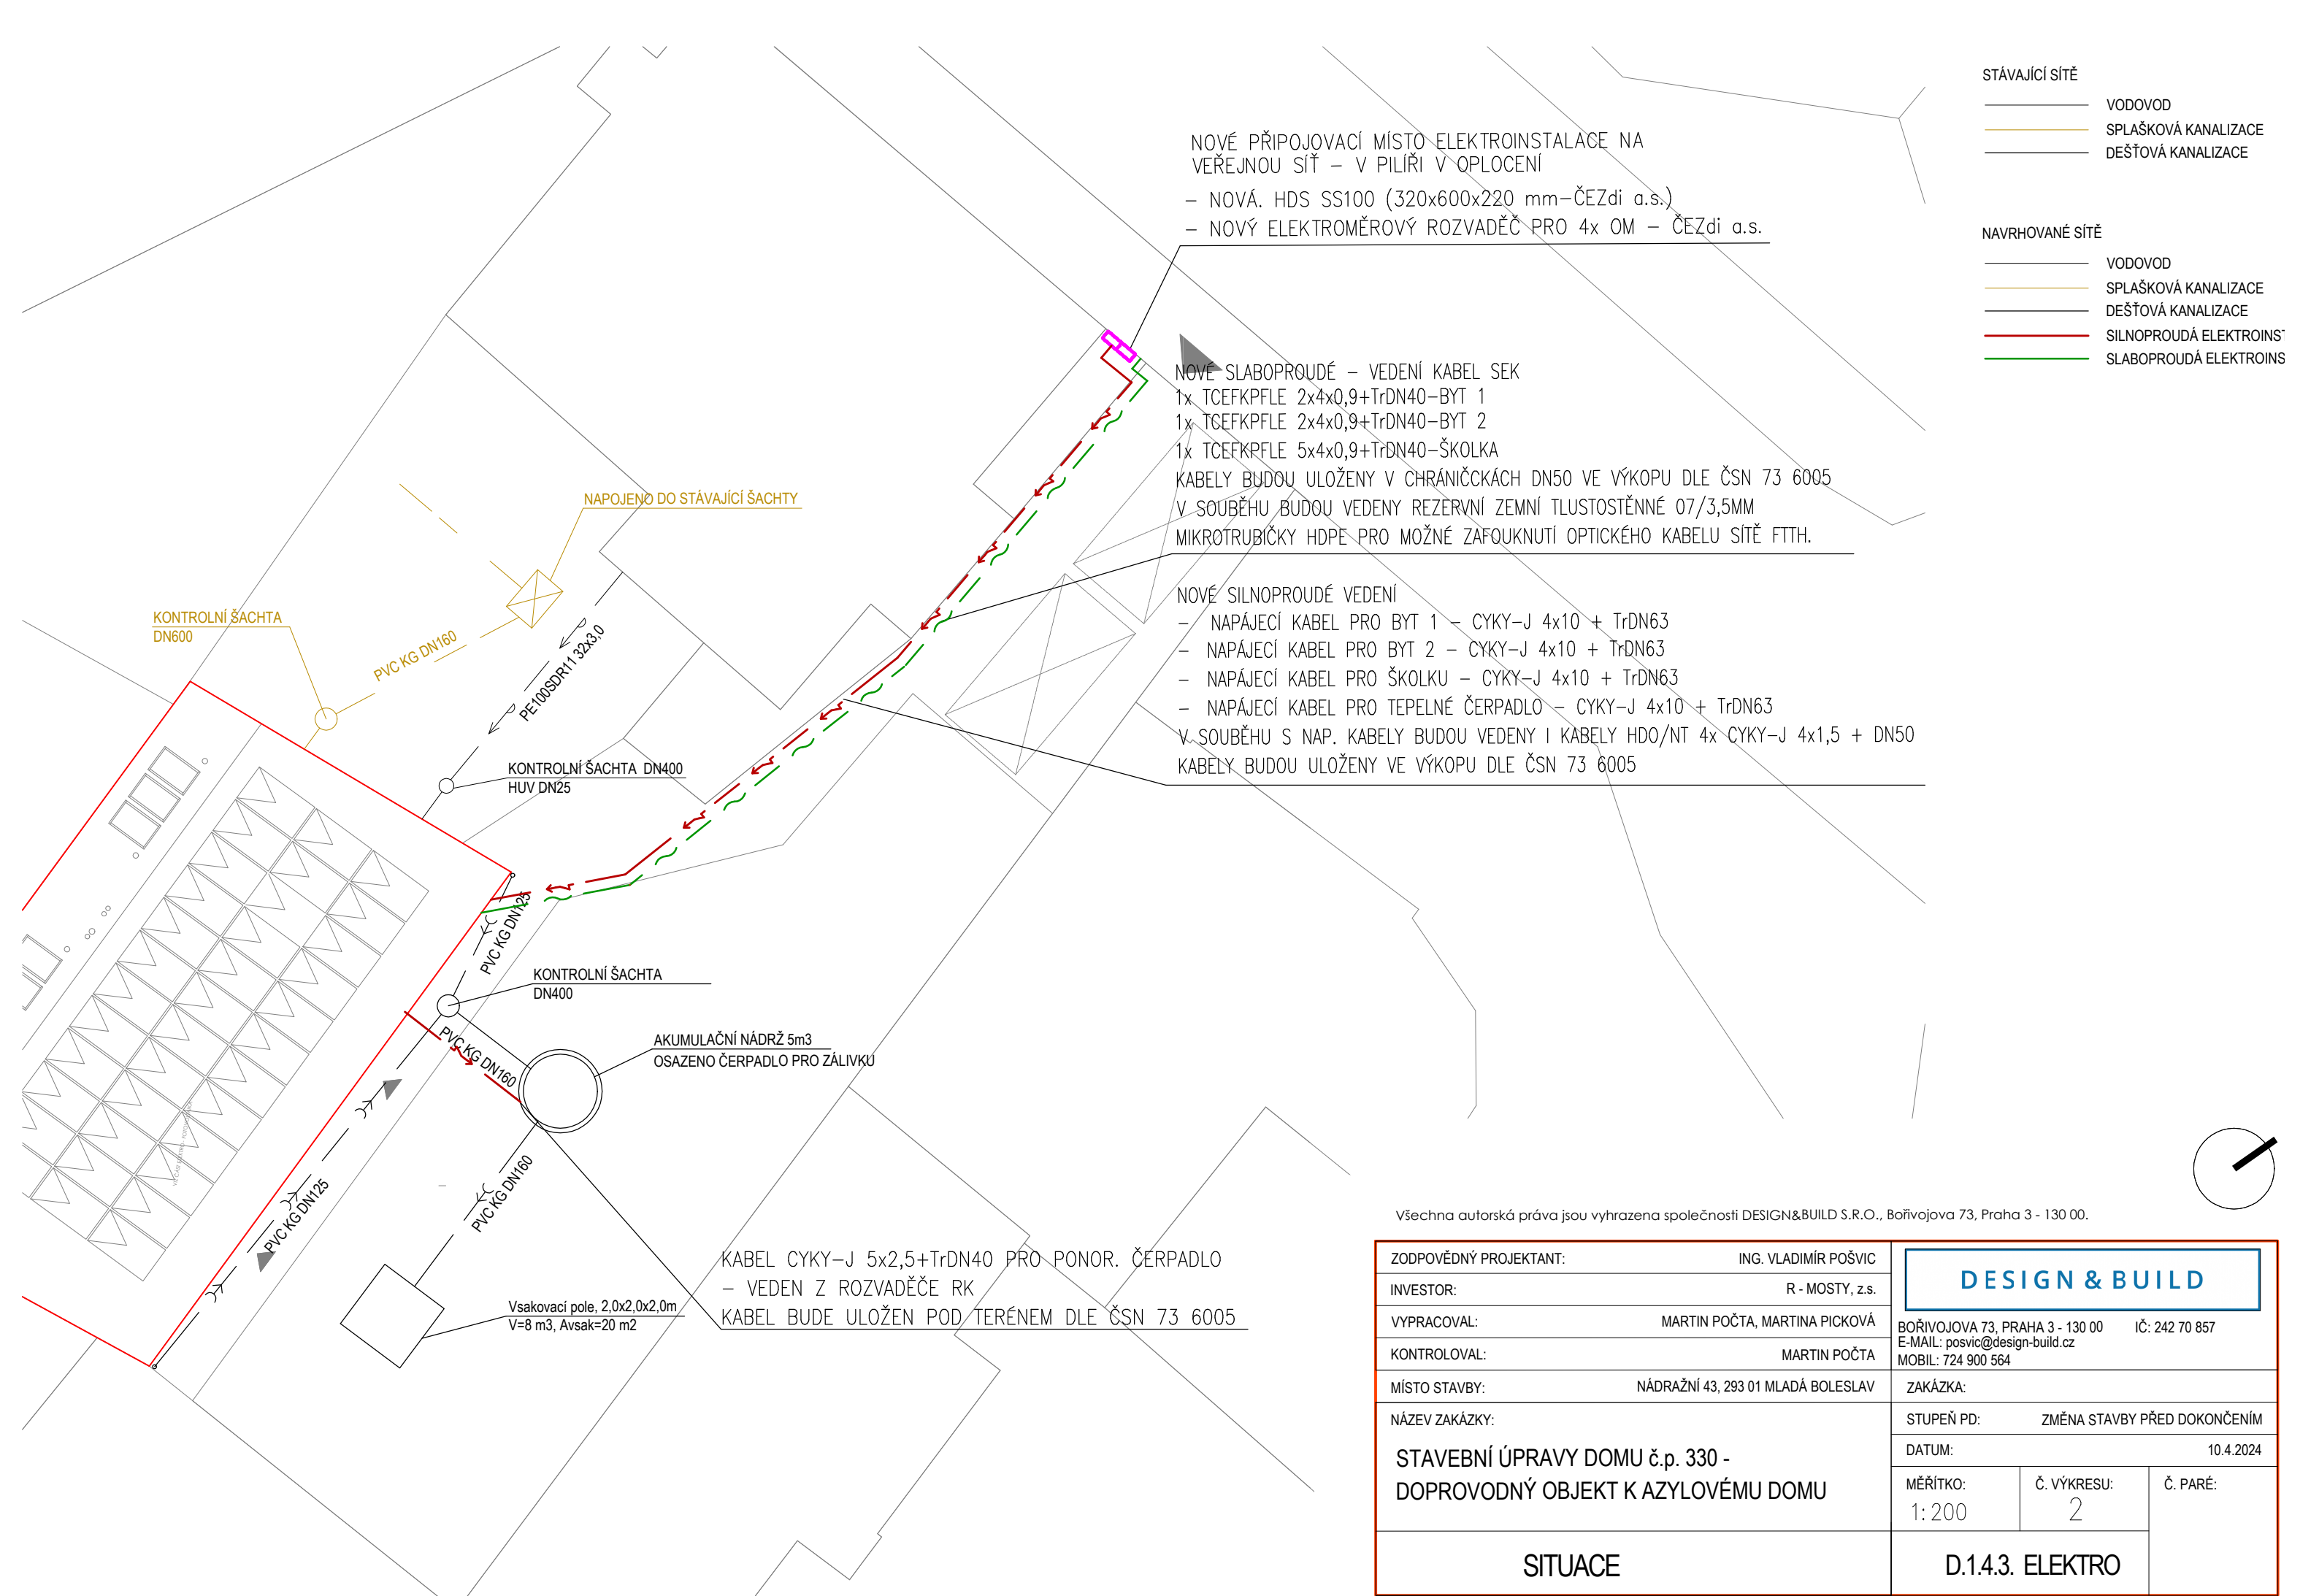 STÁVAJÍCÍ SÍTĚ
VODOVOD
SPLAŠKOVÁ KANALIZACE
DEŠŤOVÁ KANALIZACE
NAVRHOVANÉ SÍTĚ
VODOVOD
SPLAŠKOVÁ KANALIZACE
DEŠŤOVÁ KANALIZACE
SILNOPROUDÁ ELEKTROINST
SLABOPROUDÁ ELEKTROINS
NOVÉ PŘIPOJOVACÍ MÍSTO ELEKTROINSTALACE NA
VEŘEJNOU SÍŤ – V PILÍŘI V OPLOCENÍ
– NOVÁ. HDS SS100 (320x600x220 mm–ČEZdi a.s.)
– NOVÝ ELEKTROMĚROVÝ ROZVADĚČ PRO 4x OM – ČEZdi a.s.
NOVÉ SLABOPROUDÉ – VEDENÍ KABEL SEK
1x TCEFKPFLE 2x4x0,9+TrDN40–BYT 1
1x TCEFKPFLE 2x4x0,9+TrDN40–BYT 2
1x TCEFKPFLE 5x4x0,9+TrDN40–ŠKOLKA
KABELY BUDOU ULOŽENY V CHRÁNIČCKÁCH DN50 VE VÝKOPU DLE ČSN 73 6005
V SOUBĚHU BUDOU VEDENY REZERVNÍ ZEMNÍ TLUSTOSTĚNNÉ 07/3,5MM
MIKROTRUBIČKY HDPE PRO MOŽNÉ ZAFOUKNUTÍ OPTICKÉHO KABELU SÍTĚ FTTH.
NOVÉ SILNOPROUDÉ VEDENÍ
– NAPÁJECÍ KABEL PRO BYT 1 – CYKY–J 4x10 + TrDN63
– NAPÁJECÍ KABEL PRO BYT 2 – CYKY–J 4x10 + TrDN63
– NAPÁJECÍ KABEL PRO ŠKOLKU – CYKY–J 4x10 + TrDN63
– NAPÁJECÍ KABEL PRO TEPELNÉ ČERPADLO – CYKY–J 4x10 + TrDN63
V SOUBĚHU S NAP. KABELY BUDOU VEDENY I KABELY HDO/NT 4x CYKY–J 4x1,5 + DN50
KABELY BUDOU ULOŽENY VE VÝKOPU DLE ČSN 73 6005
NAPOJENO DO STÁVAJÍCÍ ŠACHTY
KONTROLNÍ ŠACHTA
DN600
PVC KG DN160
PE100SDR11 32x3,0
KONTROLNÍ ŠACHTA DN400
HUV DN25
PVC KG DN125
KONTROLNÍ ŠACHTA
DN400
PVC KG DN160
AKUMULAČNÍ NÁDRŽ 5m3
OSAZENO ČERPADLO PRO ZÁLIVKU
PVC KG DN160
PVC KG DN125
KABEL CYKY–J 5x2,5+TrDN40 PRO PONOR. ČERPADLO
– VEDEN Z ROZVADĚČE RK
KABEL BUDE ULOŽEN POD TERÉNEM DLE ČSN 73 6005
Vsakovací pole, 2,0x2,0x2,0m
V=8 m3, Avsak=20 m2
Všechna autorská práva jsou vyhrazena společnosti DESIGN&BUILD S.R.O., Bořivojova 73, Praha 3 - 130 00.
ZODPOVĚDNÝ PROJEKTANT: ING. VLADIMÍR POŠVIC
INVESTOR: R - MOSTY, z.s.
VYPRACOVAL: MARTIN POČTA, MARTINA PICKOVÁ
KONTROLOVAL: MARTIN POČTA
MÍSTO STAVBY: NÁDRAŽNÍ 43, 293 01 MLADÁ BOLESLAV
NÁZEV ZAKÁZKY:
STAVEBNÍ ÚPRAVY DOMU č.p. 330 -
DOPROVODNÝ OBJEKT K AZYLOVÉMU DOMU
SITUACE
DESIGN & BUILD
BOŘIVOJOVA 73, PRAHA 3 - 130 00 IČ: 242 70 857
E-MAIL: posvic@design-build.cz
MOBIL: 724 900 564
ZAKÁZKA:
STUPEŇ PD: ZMĚNA STAVBY PŘED DOKONČENÍM
DATUM: 10.4.2024
MĚŘÍTKO: Č. VÝKRESU: Č. PARÉ:
1:200 2
D.1.4.3. ELEKTRO